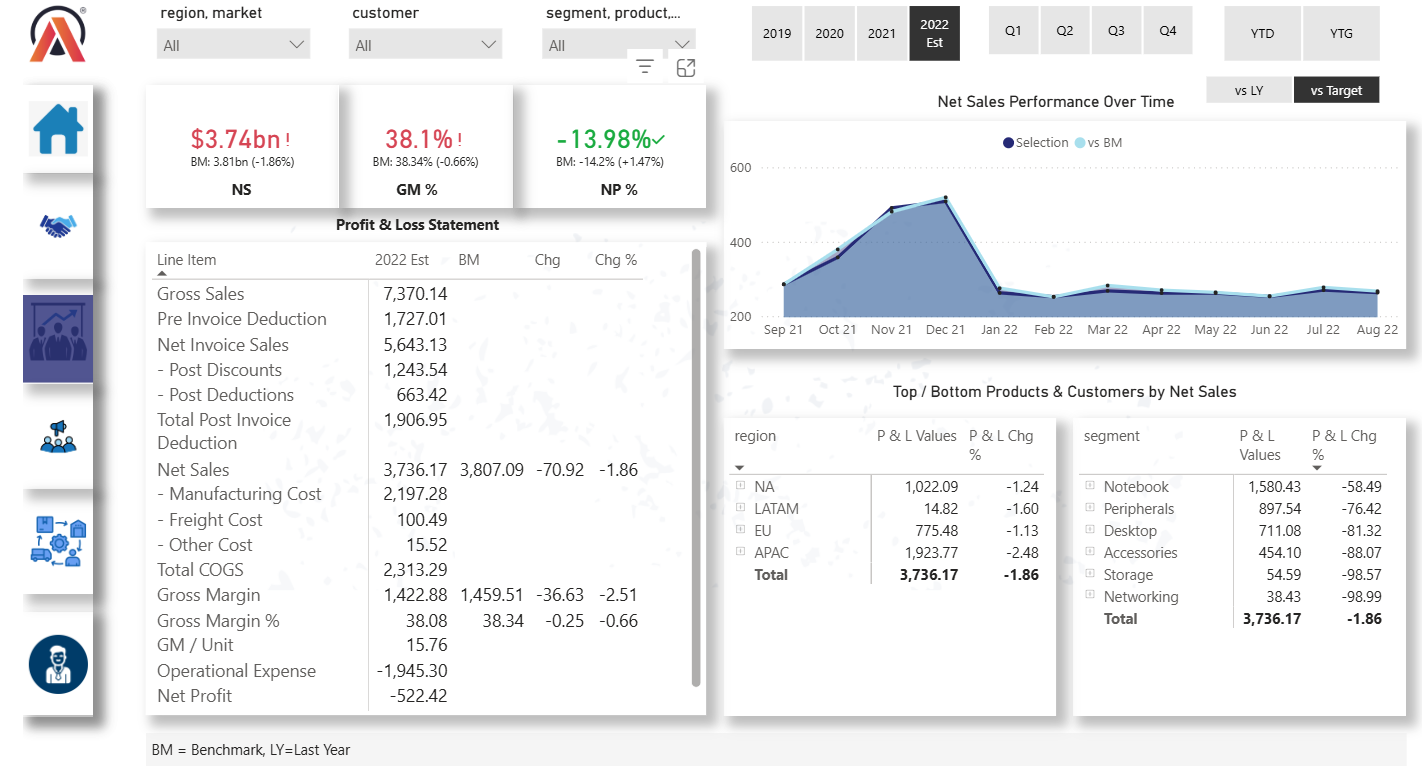 region, market
customer
segment, product,...
All
All
All
2019
2020
2021
2022
Est
Q1
Q2
Q3
Q4
YTD
YTG
vs LY
vs Target
$3.74bn!
BM: 3.81bn (-1.86%)
NS
38.1%!
BM: 38.34% (-0.66%)
GM %
-13.98%
BM: -14.2% (+1.47%)
NP %
Net Sales Performance Over Time
Selection vs BM
600
400
200
Sep 21 Oct 21 Nov 21 Dec 21 Jan 22 Feb 22 Mar 22 Apr 22 May 22 Jun 22 Jul 22 Aug 22
Profit & Loss Statement
Line Item 2022 Est BM Chg Chg %
Gross Sales 7,370.14
Pre Invoice Deduction 1,727.01
Net Invoice Sales 5,643.13
- Post Discounts 1,243.54
- Post Deductions 663.42
Total Post Invoice 1,906.95
Deduction
Net Sales 3,736.17 3,807.09 -70.92 -1.86
- Manufacturing Cost 2,197.28
- Freight Cost 100.49
- Other Cost 15.52
Total COGS 2,313.29
Gross Margin 1,422.88 1,459.51 -36.63 -2.51
Gross Margin % 38.08 38.34 -0.25 -0.66
GM / Unit 15.76
Operational Expense -1,945.30
Net Profit -522.42
Top / Bottom Products & Customers by Net Sales
region P & L Values P & L Chg
%
NA 1,022.09 -1.24
LATAM 14.82 -1.60
EU 775.48 -1.13
APAC 1,923.77 -2.48
Total 3,736.17 -1.86
segment P & L P & L Chg
Values %
Notebook 1,580.43 -58.49
Peripherals 897.54 -76.42
Desktop 711.08 -81.32
Accessories 454.10 -88.07
Storage 54.59 -98.57
Networking 38.43 -98.99
Total 3,736.17 -1.86
BM = Benchmark, LY=Last Year